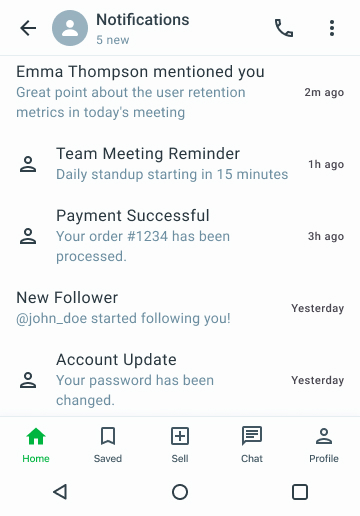 Notifications
5 new
Emma Thompson mentioned you
Great point about the user retention
metrics in today's meeting
2m ago
Team Meeting Reminder
Daily standup starting in 15 minutes
1h ago
Payment Successful
Your order #1234 has been
processed.
3h ago
New Follower
@john_doe started following you!
Yesterday
Account Update
Your password has been
changed.
Yesterday
Home
Saved
Sell
Chat
Profile